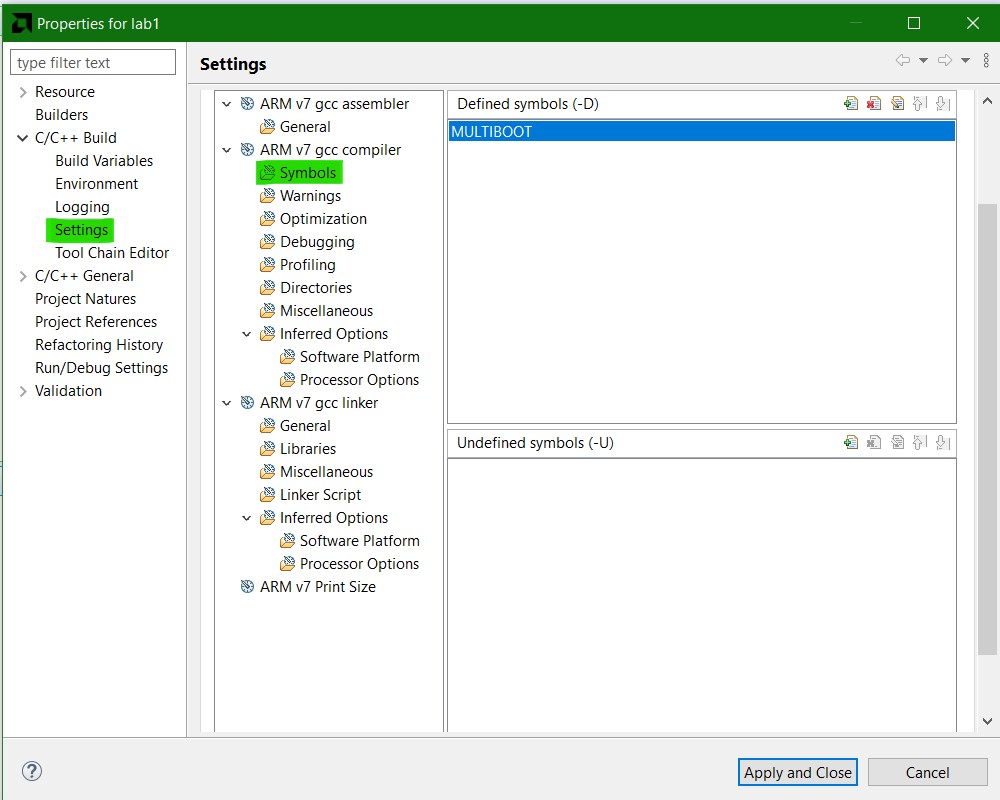 Properties for lab1
type filter text
Resource
Builders
C/C++ Build
Build Variables
Environment
Logging
Settings
Tool Chain Editor
C/C++ General
Project Natures
Project References
Refactoring History
Run/Debug Settings
Validation
Settings
ARM v7 gcc assembler
General
ARM v7 gcc compiler
Symbols
Warnings
Optimization
Debugging
Profiling
Directories
Miscellaneous
Inferred Options
Software Platform
Processor Options
ARM v7 gcc linker
General
Libraries
Miscellaneous
Linker Script
Inferred Options
Software Platform
Processor Options
ARM v7 Print Size
Defined symbols (-D)
MULTIBOOT
Undefined symbols (-U)
?
Apply and Close
Cancel